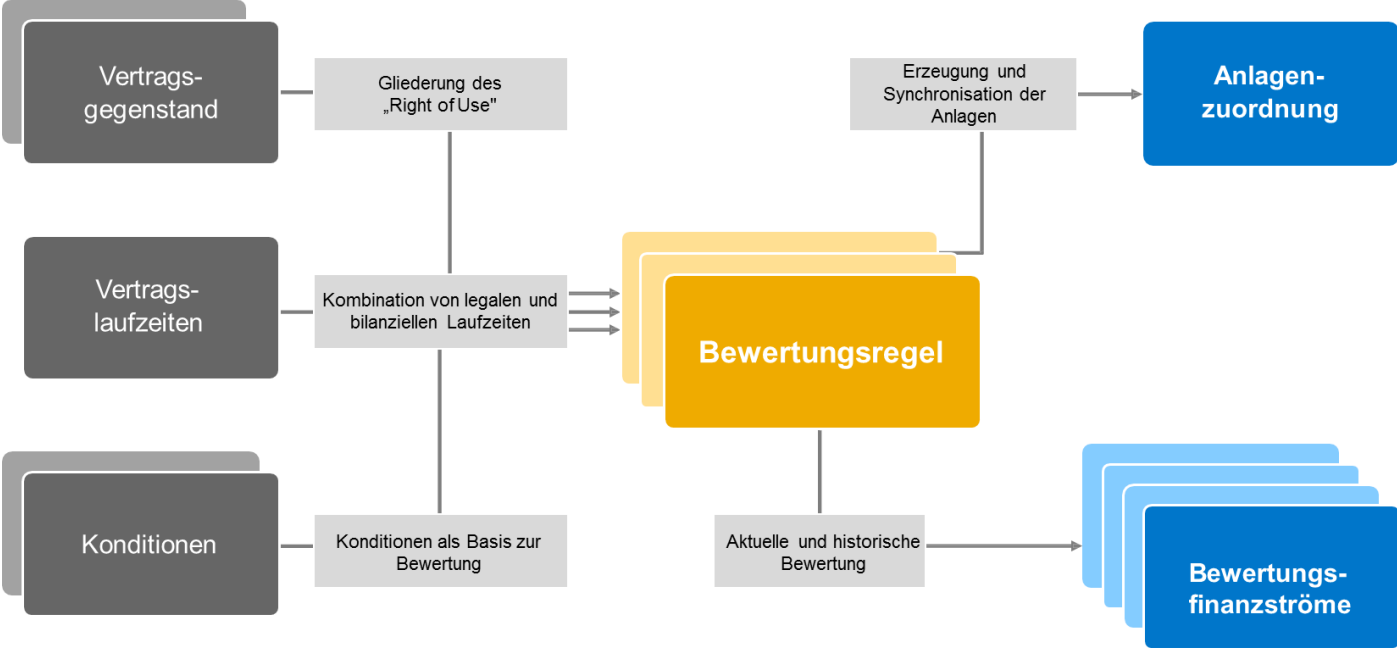 Vertrags-
gegenstand
Gliederung des
„Right of Use"
Erzeugung und
Synchronisation der
Anlagen
Anlagen-
zuordnung
Vertrags-
laufzeiten
Kombination von legalen und
bilanziellen Laufzeiten
Bewertungsregel
Konditionen
Konditionen als Basis zur
Bewertung
Aktuelle und historische
Bewertung
Bewertungs-
finanzströme